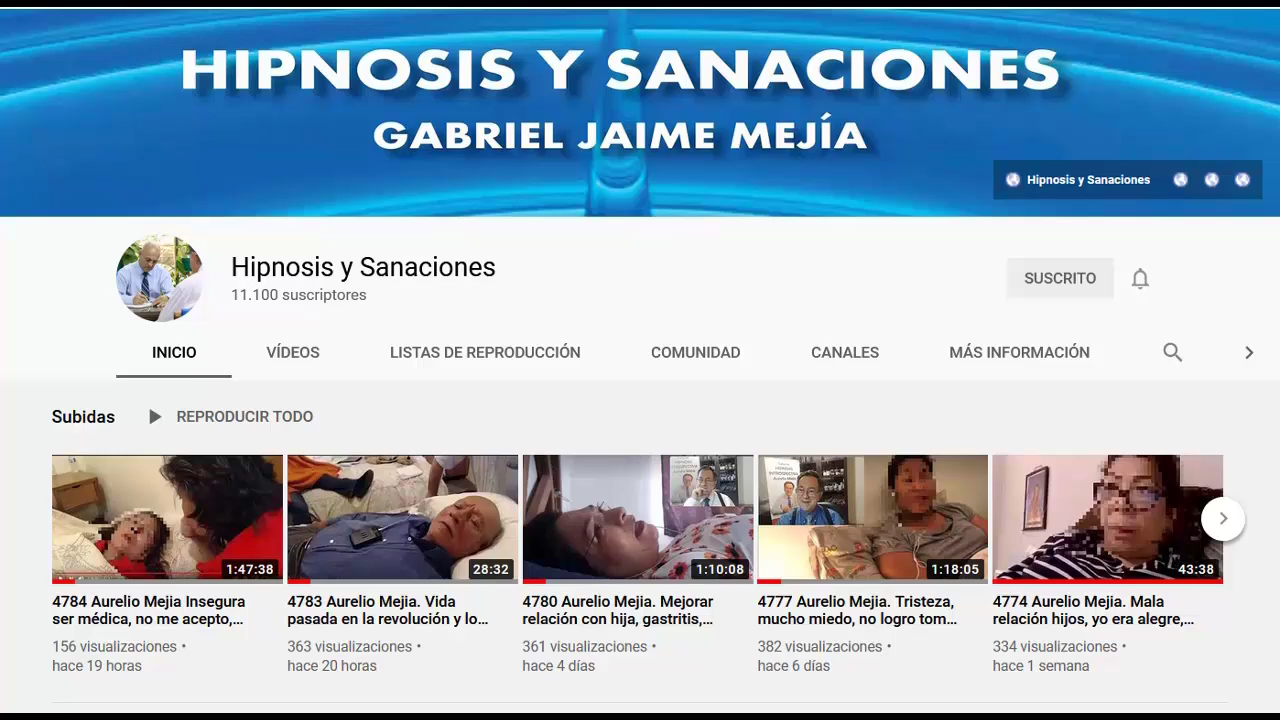 HIPNOSIS Y SANACIONES
GABRIEL JAIME MEJÍA
Hipnosis y Sanaciones
Hipnosis y Sanaciones
11.100 suscriptores
SUSCRITO
INICIO VÍDEOS LISTAS DE REPRODUCCIÓN COMUNIDAD CANALES MÁS INFORMACIÓN
Subidas REPRODUCIR TODO
1:47:38 28:32 1:10:08 1:18:05 43:38
4784 Aurelio Mejia Insegura
ser médica, no me acepto,...
156 visualizaciones •
hace 19 horas
4783 Aurelio Mejia. Vida
pasada en la revolución y lo...
363 visualizaciones •
hace 20 horas
4780 Aurelio Mejia. Mejorar
relación con hija, gastritis,...
361 visualizaciones •
hace 4 días
4777 Aurelio Mejia. Tristeza,
mucho miedo, no logro tom...
382 visualizaciones •
hace 6 días
4774 Aurelio Mejia. Mala
relación hijos, yo era alegre,...
334 visualizaciones •
hace 1 semana